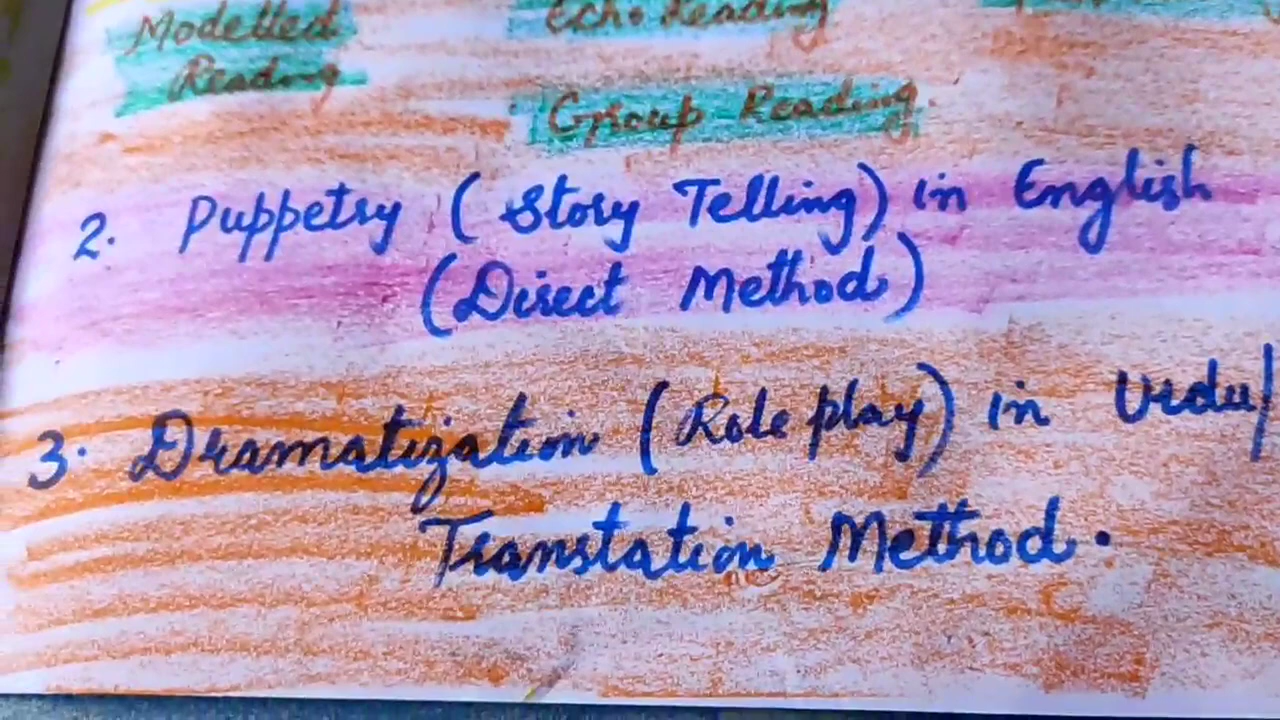 Modelled Echo Reading
Reading
Group Reading.
2. Puppetry ( Story Telling) in English
(Direct Method)
3. Dramatization (Role play) in Urdu/
Transtation Method.